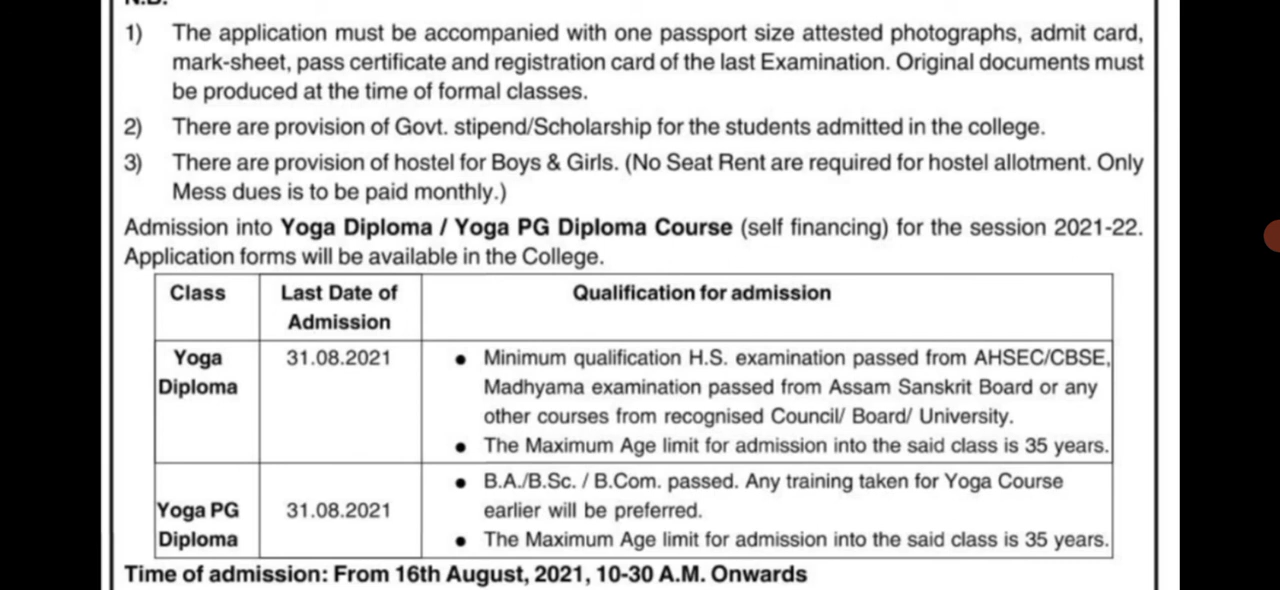 N.B.
1) The application must be accompanied with one passport size attested photographs, admit card,
mark-sheet, pass certificate and registration card of the last Examination. Original documents must
be produced at the time of formal classes.
2) There are provision of Govt. stipend/Scholarship for the students admitted in the college.
3) There are provision of hostel for Boys & Girls. (No Seat Rent are required for hostel allotment. Only
Mess dues is to be paid monthly.)
Admission into Yoga Diploma / Yoga PG Diploma Course (self financing) for the session 2021-22.
Application forms will be available in the College.
Class Last Date of Qualification for admission
Admission
Yoga 31.08.2021 • Minimum qualification H.S. examination passed from AHSEC/CBSE,
Diploma Madhyama examination passed from Assam Sanskrit Board or any
other courses from recognised Council/ Board/ University.
• The Maximum Age limit for admission into the said class is 35 years.
• B.A./B.Sc. / B.Com. passed. Any training taken for Yoga Course
Yoga PG 31.08.2021 earlier will be preferred.
Diploma • The Maximum Age limit for admission into the said class is 35 years.
Time of admission: From 16th August, 2021, 10-30 A.M. Onwards